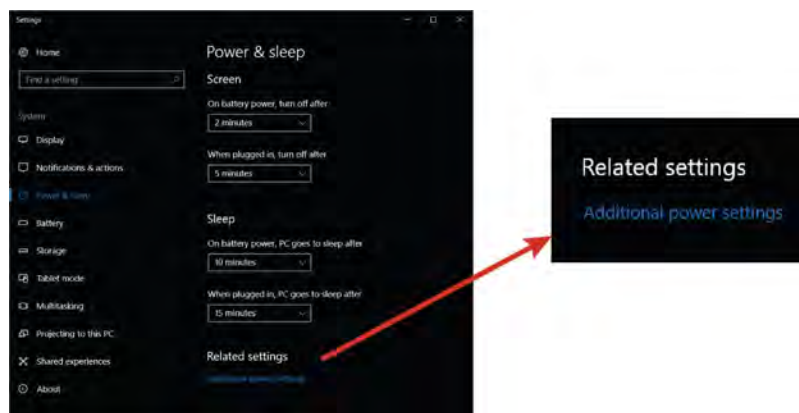 Settings
Home
Find a setting
System
Display
Notifications & actions
Power & sleep
Battery
Storage
Tablet mode
Multitasking
Projecting to this PC
Shared experiences
About
Power & sleep
Screen
On battery power, turn off after
2 minutes
When plugged in, turn off after
5 minutes
Sleep
On battery power, PC goes to sleep after
10 minutes
When plugged in, PC goes to sleep after
15 minutes
Related settings
Additional power settings
Related settings
Additional power settings